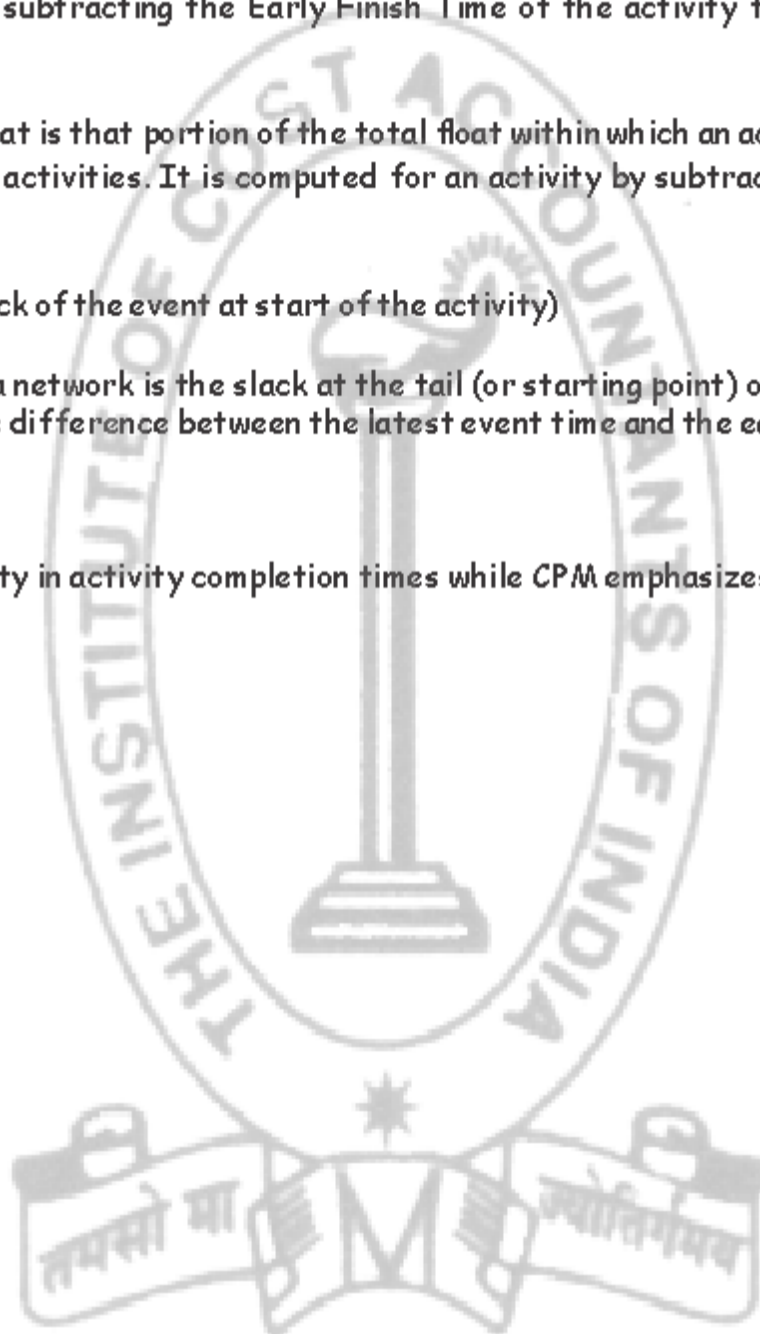 subtracting the Early Finish Time of the activity
at is that portion of the total float within which an
activities. It is computed for an activity by
ck of the event at start of the activity)
network is the slack at the tail (or starting point)
difference between the latest event time and the
ty in activity completion times while CPM emphasizes
THE INSTITUTE OF COST ACCOUNTANTS OF INDIA
तमसो मा ज्योतिर्गमय